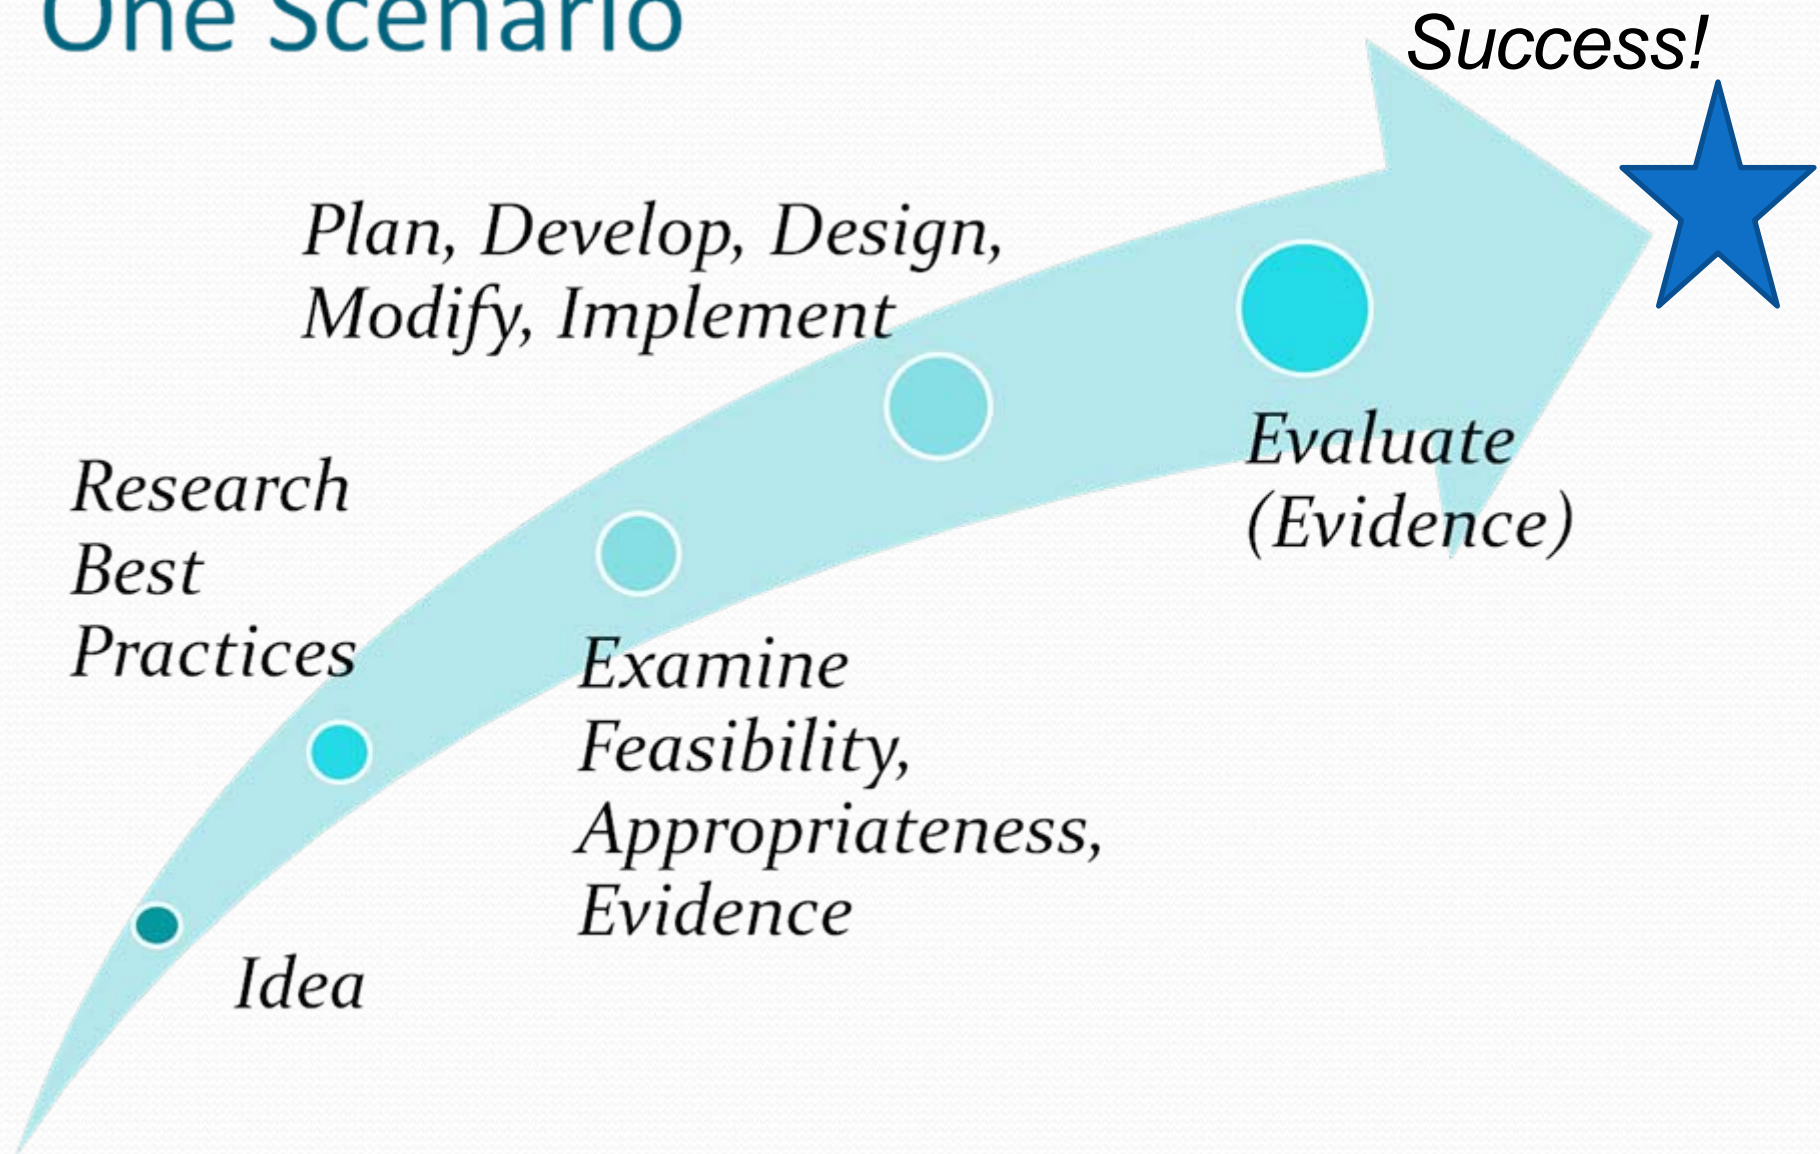 One Scenario
Success!
Plan, Develop, Design,
Modify, Implement
Evaluate
(Evidence)
Research
Best
Practices
Examine
Feasibility,
Appropriateness,
Evidence
Idea